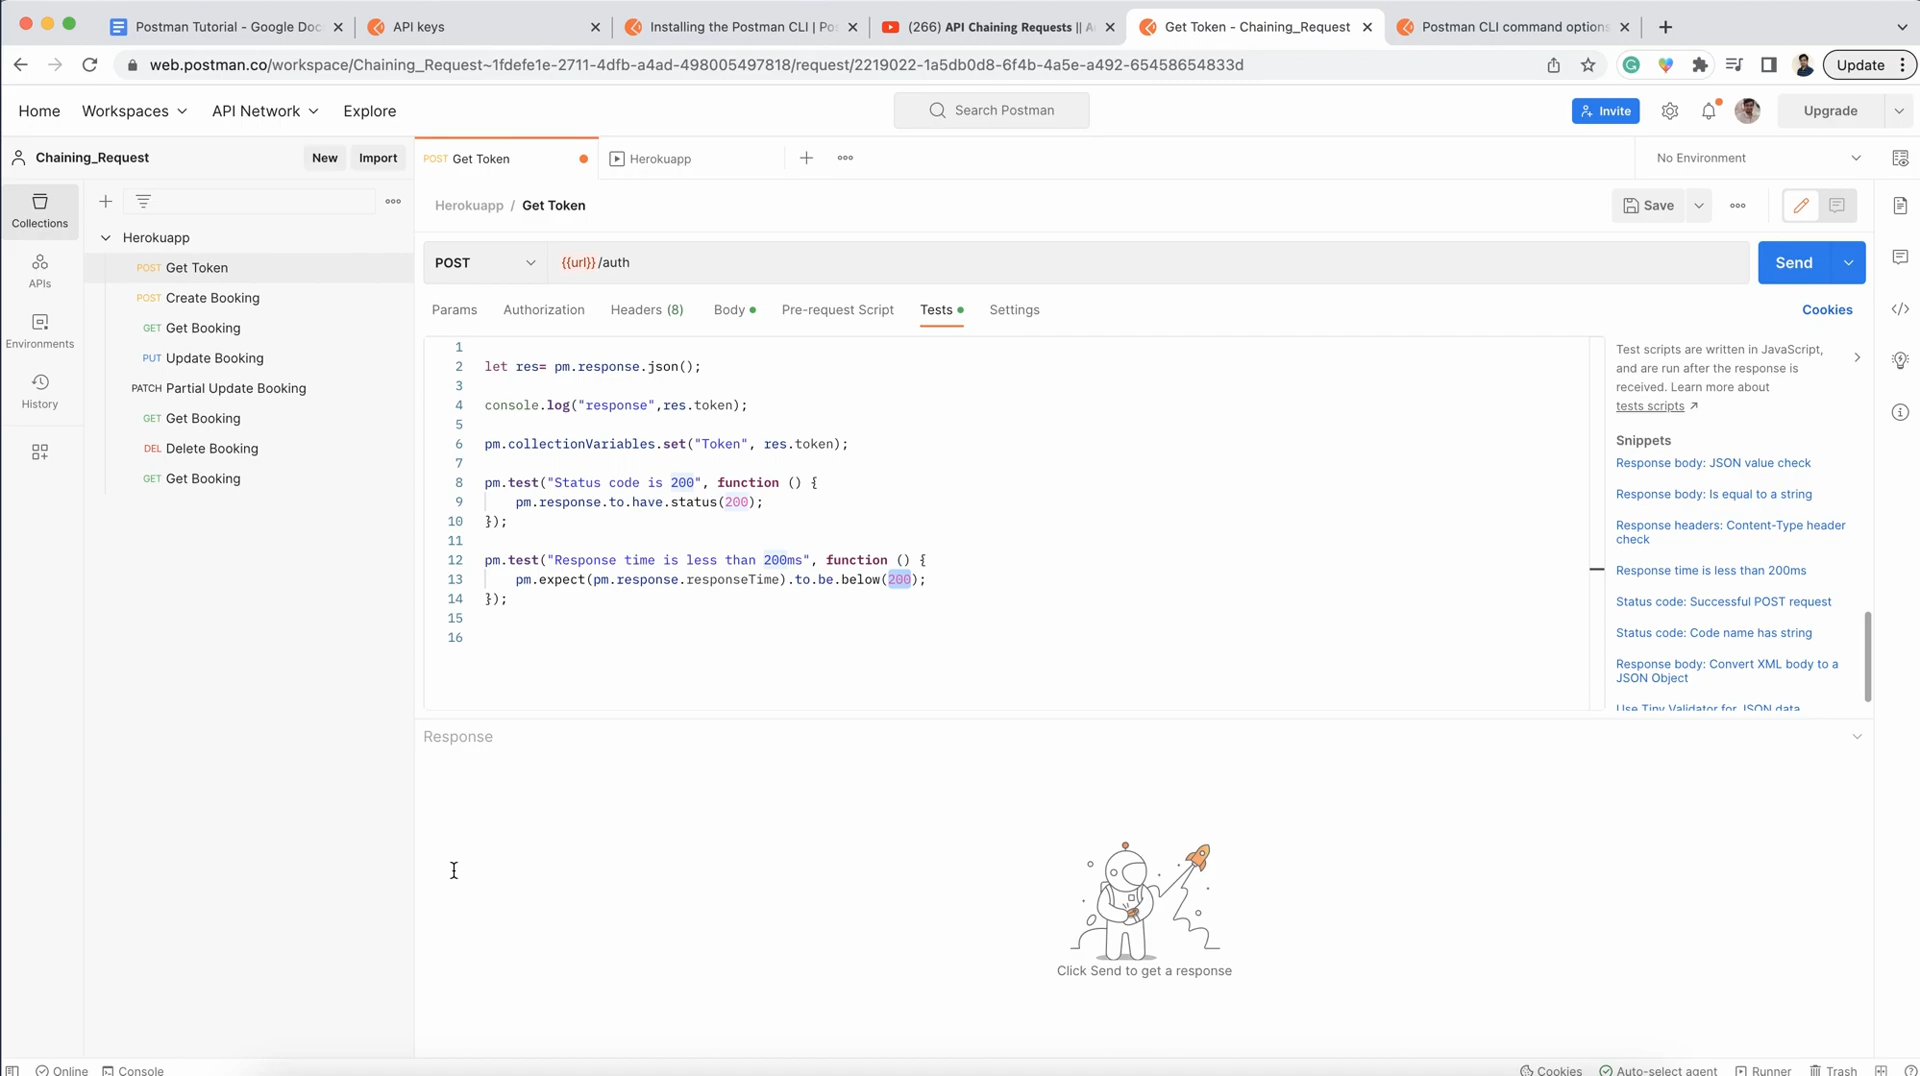 Postman Tutorial - Google Doc
API keys
Installing the Postman CLI | Po
(266) API Chaining Requests || A
Get Token - Chaining_Request
Postman CLI command options
web.postman.co/workspace/Chaining_Request~1fdefe1e-2711-4dfb-a4ad-498005497818/request/2219022-1a5db0d8-6f4b-4a5e-a492-65458654833d
Update
Home
Workspaces
API Network
Explore
Search Postman
Invite
Upgrade
Chaining_Request
New
Import
POST Get Token
Herokuapp
No Environment
Collections
APIs
Environments
History
Herokuapp
POST Get Token
POST Create Booking
GET Get Booking
PUT Update Booking
PATCH Partial Update Booking
GET Get Booking
DEL Delete Booking
GET Get Booking
Herokuapp / Get Token
Save
POST
{{url}}/auth
Send
Params
Authorization
Headers (8)
Body
Pre-request Script
Tests
Settings
Cookies
1
2 let res= pm.response.json();
3
4 console.log("response",res.token);
5
6 pm.collectionVariables.set("Token", res.token);
7
8 pm.test("Status code is 200", function () {
9 pm.response.to.have.status(200);
10 });
11
12 pm.test("Response time is less than 200ms", function () {
13 pm.expect(pm.response.responseTime).to.be.below(200);
14 });
15
16
Test scripts are written in JavaScript,
and are run after the response is
received. Learn more about
tests scripts
Snippets
Response body: JSON value check
Response body: Is equal to a string
Response headers: Content-Type header
check
Response time is less than 200ms
Status code: Successful POST request
Status code: Code name has string
Response body: Convert XML body to a
JSON Object
Use Tiny Validator for JSON data
Response
Click Send to get a response
Online
Console
Cookies
Auto-select agent
Runner
Trash